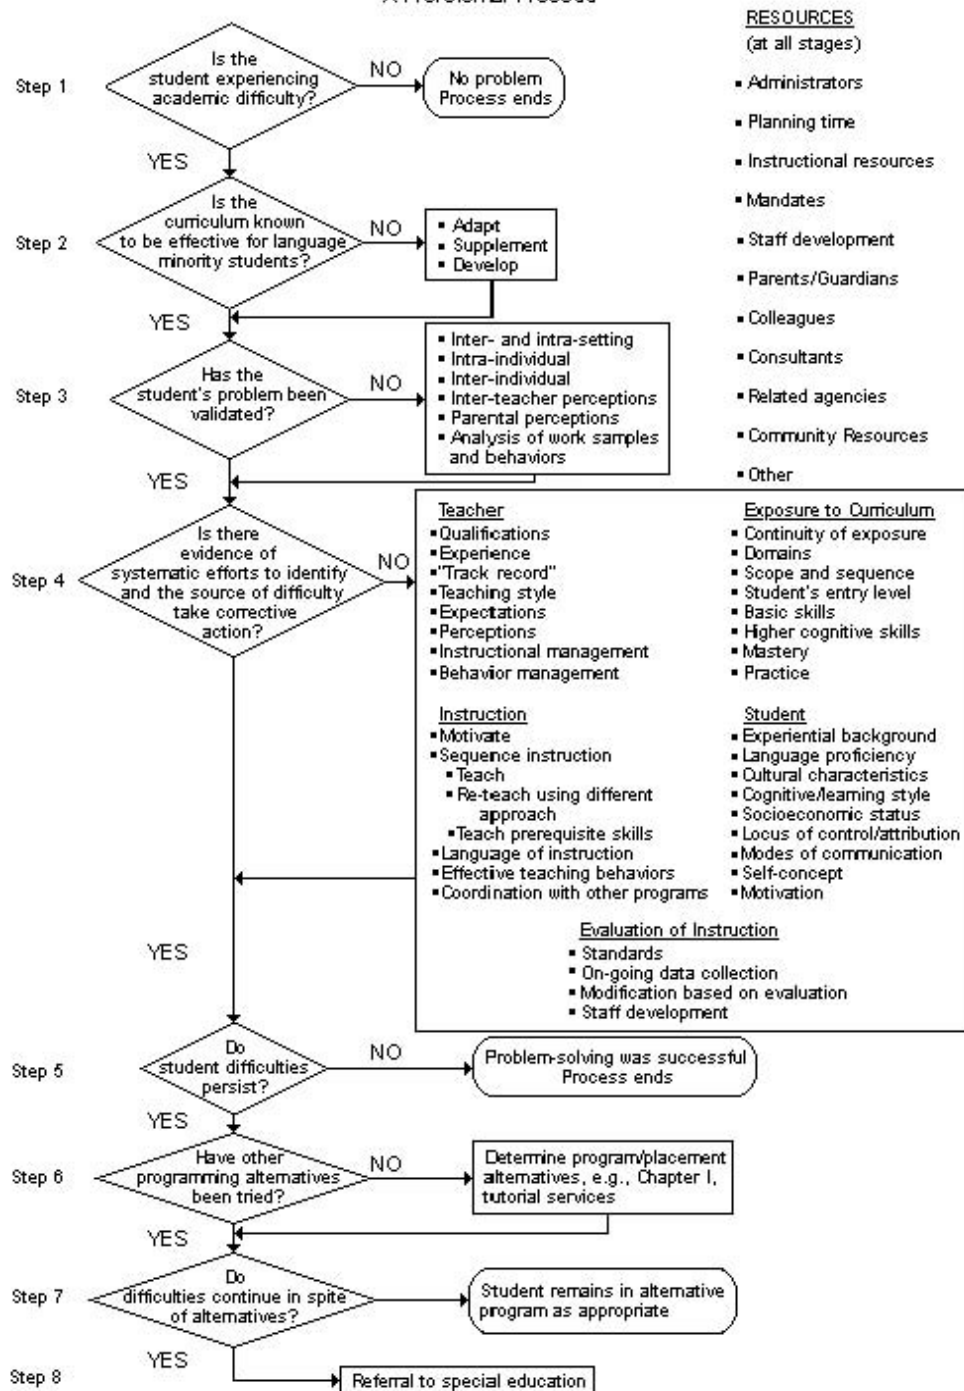 RESOURCES
(at all stages)
▪ Administrators
▪ Planning time
▪ Instructional resources
▪ Mandates
▪ Staff development
▪ Parents/Guardians
▪ Colleagues
▪ Consultants
▪ Related agencies
▪ Community Resources
▪ Other
Step 1
Is the
student experiencing
academic difficulty?
NO
No problem
Process ends
YES
Step 2
Is the
curriculum known
to be effective for language
minority students?
NO
▪ Adapt
▪ Supplement
▪ Develop
YES
Step 3
Has the
student's problem been
validated?
NO
▪ Inter- and intra-setting
▪ Intra-individual
▪ Inter-individual
▪ Inter-teacher perceptions
▪ Parental perceptions
▪ Analysis of work samples
and behaviors
YES
Step 4
Is there
evidence of
systematic efforts to identify
and the source of difficulty
take corrective
action?
NO
Teacher
▪ Qualifications
▪ Experience
▪ "Track record"
▪ Teaching style
▪ Expectations
▪ Perceptions
▪ Instructional management
▪ Behavior management
Exposure to Curriculum
▪ Continuity of exposure
▪ Domains
▪ Scope and sequence
▪ Student's entry level
▪ Basic skills
▪ Higher cognitive skills
▪ Mastery
▪ Practice
Instruction
▪ Motivate
▪ Sequence instruction
▪ Teach
▪ Re-teach using different
approach
▪ Teach prerequisite skills
▪ Language of instruction
▪ Effective teaching behaviors
▪ Coordination with other programs
Student
▪ Experiential background
▪ Language proficiency
▪ Cultural characteristics
▪ Cognitive/learning style
▪ Socioeconomic status
▪ Locus of control/attribution
▪ Modes of communication
▪ Self-concept
▪ Motivation
Evaluation of Instruction
▪ Standards
▪ On-going data collection
▪ Modification based on evaluation
▪ Staff development
YES
Step 5
Do
student difficulties
persist?
NO
Problem-solving was successful
Process ends
YES
Step 6
Have other
programming alternatives
been tried?
NO
Determine program/placement
alternatives, e.g., Chapter I,
tutorial services
YES
Step 7
Do
difficulties continue in spite
of alternatives?
Student remains in alternative
program as appropriate
YES
Step 8
Referral to special education